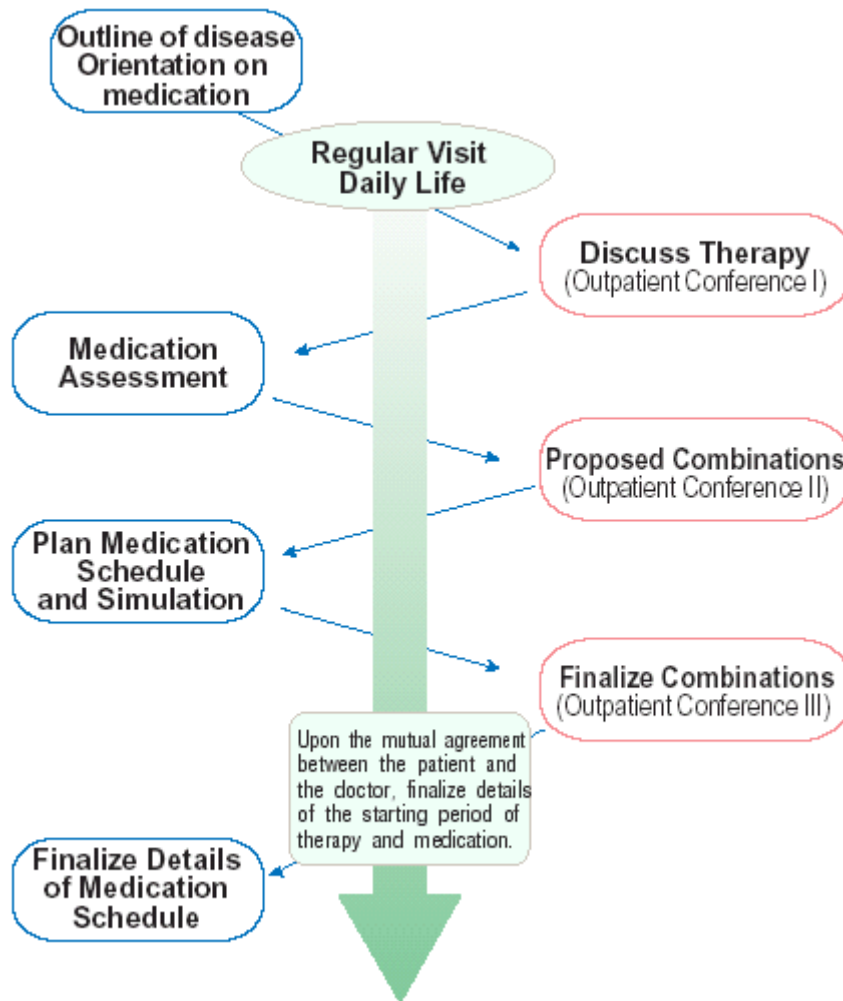 Outline of disease
Orientation on
medication
Regular Visit
Daily Life
Discuss Therapy
(Outpatient Conference I)
Medication
Assessment
Proposed Combinations
(Outpatient Conference II)
Plan Medication
Schedule
and Simulation
Finalize Combinations
(Outpatient Conference III)
Upon the mutual agreement
between the patient and
the doctor, finalize details
of the starting period of
therapy and medication.
Finalize Details
of Medication
Schedule